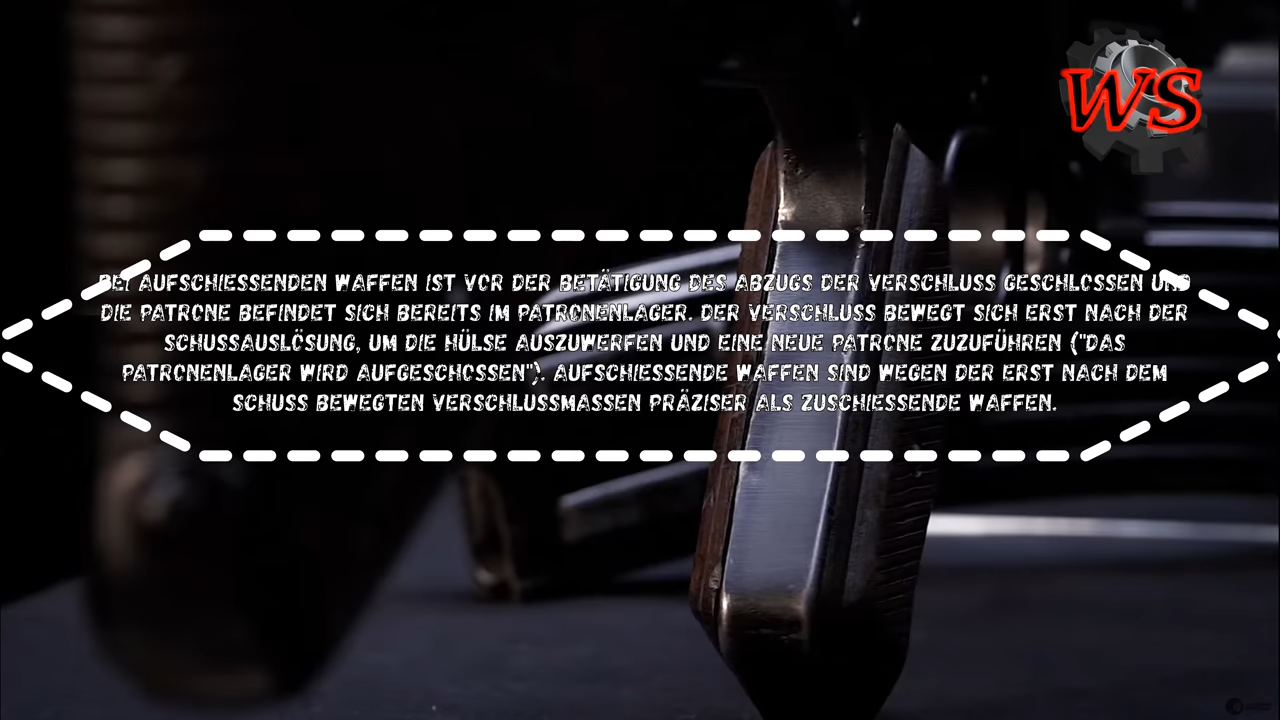 WS
BEI AUFSCHIESSENDEN WAFFEN IST VOR DER BETÄTIGUNG DES ABZUGS DER VERSCHLUSS GESCHLOSSEN UND
DIE PATRONE BEFINDET SICH BEREITS IM PATRONENLAGER. DER VERSCHLUSS BEWEGT SICH ERST NACH DER
SCHUSSAUSLÖSUNG, UM DIE HÜLSE AUSZUWERFEN UND EINE NEUE PATRONE ZUZUFÜHREN ("DAS
PATRONENLAGER WIRD AUFGESCHOSSEN"). AUFSCHIESSENDE WAFFEN SIND WEGEN DER ERST NACH DEM
SCHUSS BEWEGTEN VERSCHLUSSMASSEN PRÄZISER ALS ZUSCHIESSENDE WAFFEN.